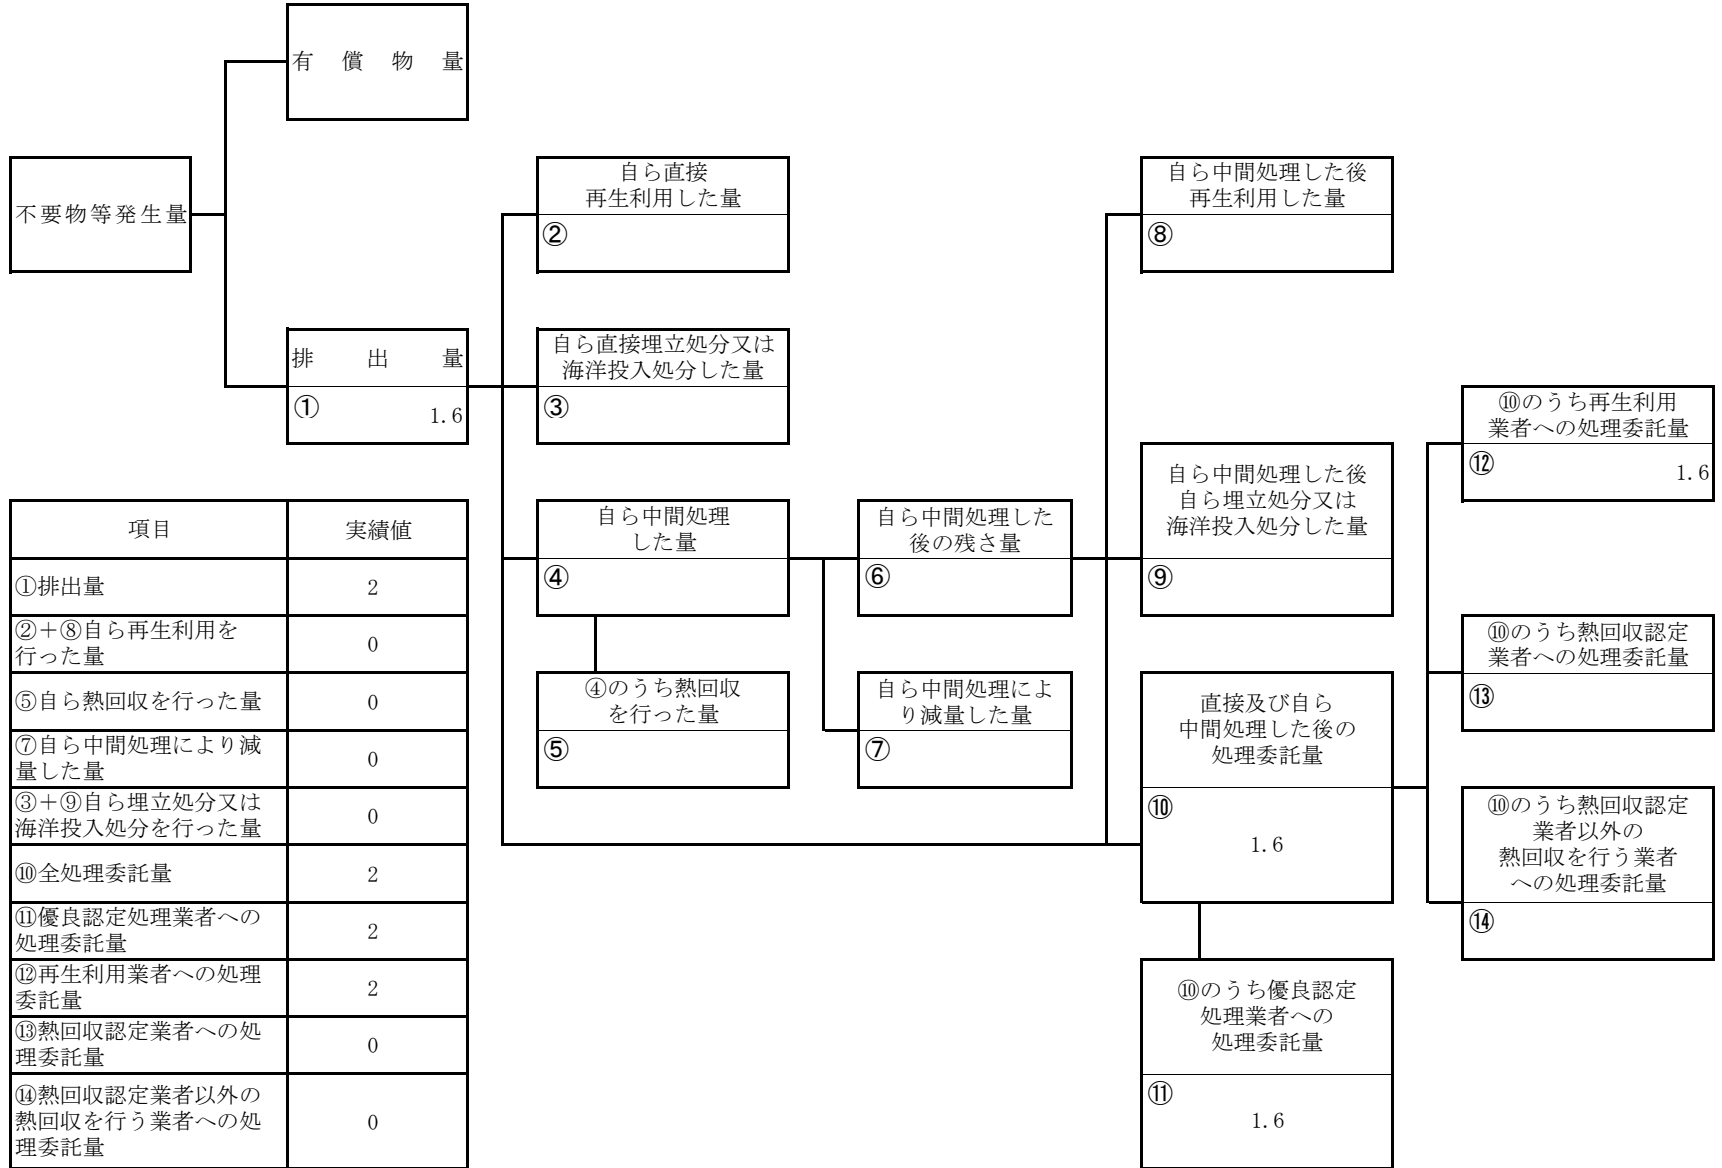 有償物量
不要物等発生量
排出量
① 1.6
自ら直接
再生利用した量
②
自ら直接埋立処分又は
海洋投入処分した量
③
自ら中間処理
した量
④
④のうち熱回収
を行った量
⑤
自ら中間処理した
後の残さ量
⑥
自ら中間処理によ
り減量した量
⑦
自ら中間処理した後
再生利用した量
⑧
自ら中間処理した後
自ら埋立処分又は
海洋投入処分した量
⑨
直接及び自ら
中間処理した後の
処理委託量
⑩
1.6
⑩のうち優良認定
処理業者への
処理委託量
⑪
1.6
⑩のうち再生利用
業者への処理委託量
⑫ 1.6
⑩のうち熱回収認定
業者への処理委託量
⑬
⑩のうち熱回収認定
業者以外の
熱回収を行う業者
への処理委託量
⑭
項目 実績値
①排出量 2
②+⑧自ら再生利用を
行った量 0
⑤自ら熱回収を行った量 0
⑦自ら中間処理により減
量した量 0
③+⑨自ら埋立処分又は
海洋投入処分を行った量 0
⑩全処理委託量 2
⑪優良認定処理業者への
処理委託量 2
⑫再生利用業者への処理
委託量 2
⑬熱回収認定業者への処
理委託量 0
⑭熱回収認定業者以外の
熱回収を行う業者への処
理委託量 0